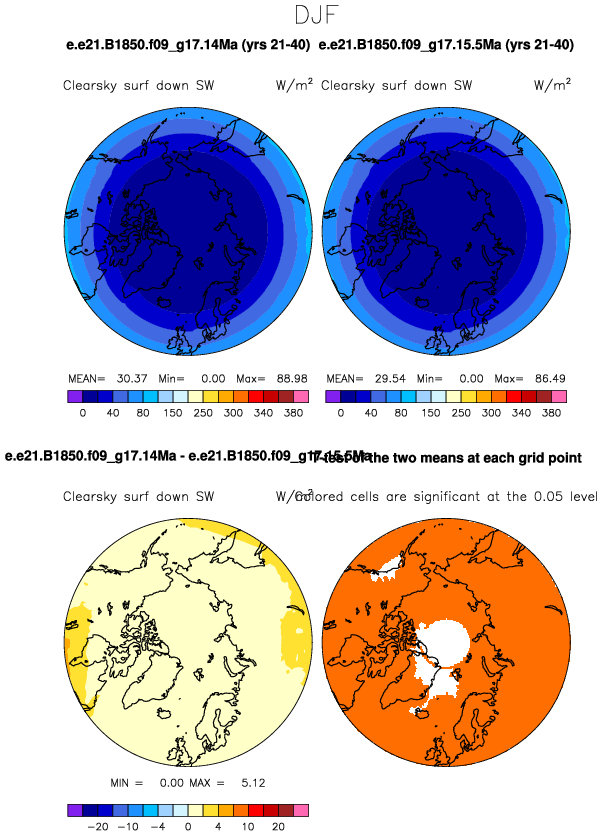 DJF
e.e21.B1850.f09_g17.14Ma (yrs 21-40) e.e21.B1850.f09_g17.15.5Ma (yrs 21-40)
Clearsky surf down SW W/m² Clearsky surf down SW W/m²
MEAN= 30.37 Min= 0.00 Max= 88.98 MEAN= 29.54 Min= 0.00 Max= 86.49
0 40 80 150 200 250 300 340 380 0 40 80 150 200 250 300 340 380
e.e21.B1850.f09_g17.14Ma - e.e21.B1850.f09_g17.15.5Ma T-test of the two means at each grid point
Clearsky surf down SW W/m² Colored cells are significant at the 0.05 level
MIN = 0.00 MAX = 5.12
-20 -10 -4 0 4 10 20